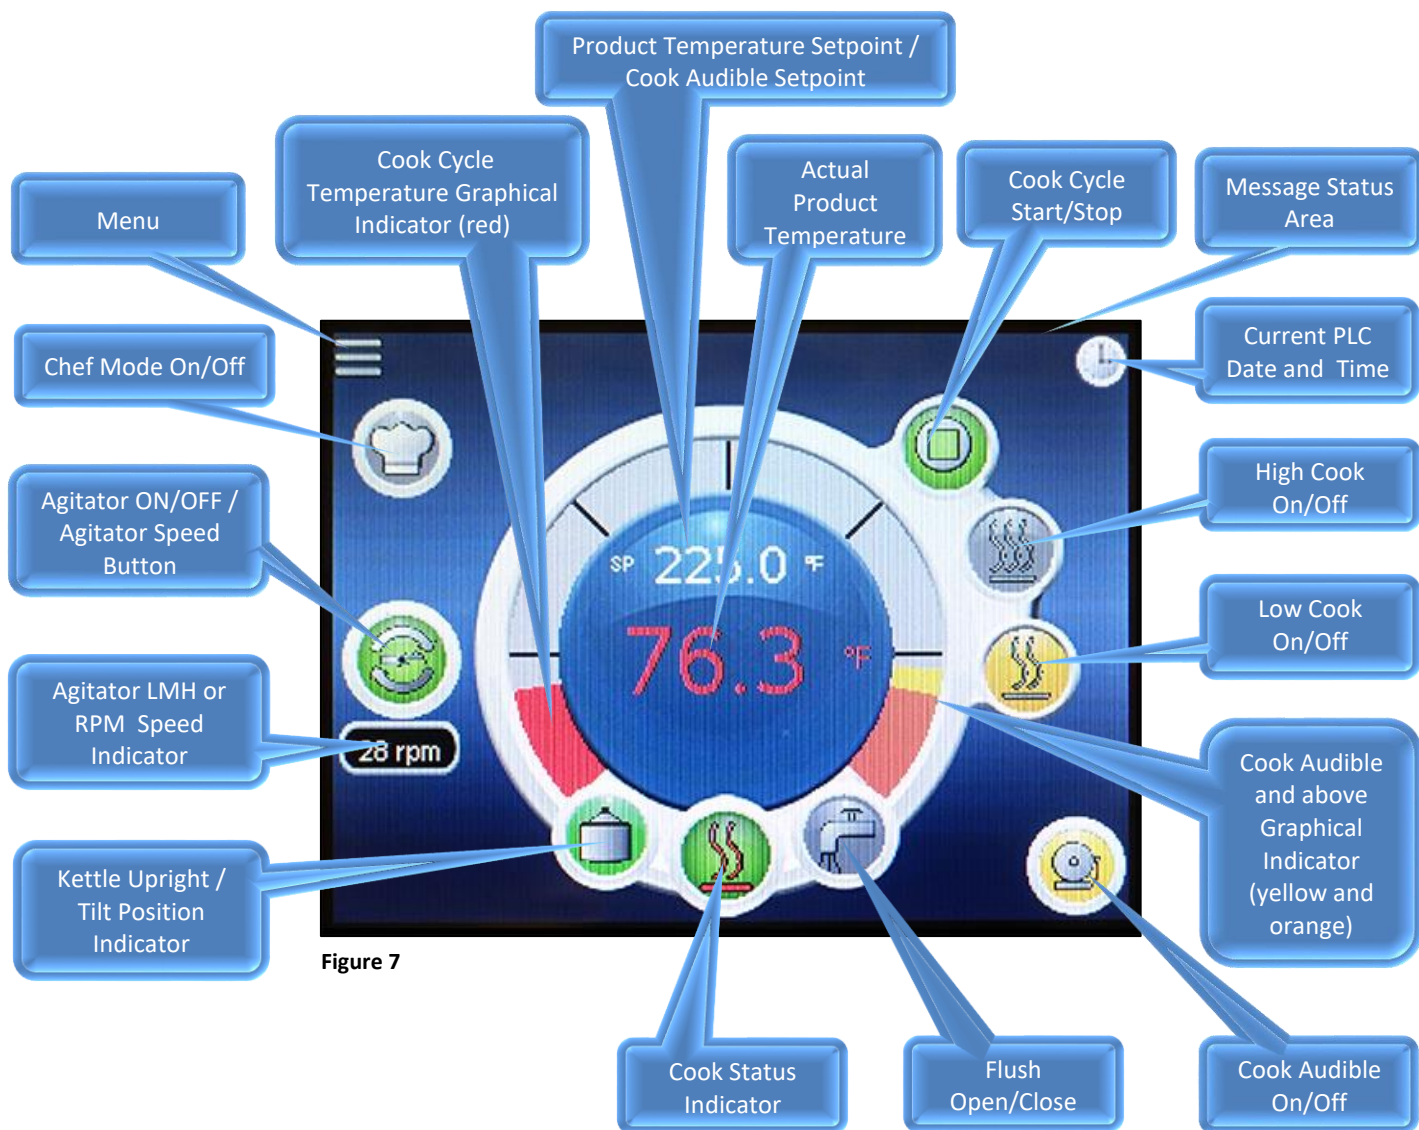 Product Temperature Setpoint /
Cook Audible Setpoint
Cook Cycle
Temperature Graphical
Indicator (red)
Actual
Product
Temperature
Cook Cycle
Start/Stop
Message Status
Area
Menu
Current PLC
Date and Time
Chef Mode On/Off
High Cook
On/Off
Agitator ON/OFF /
Agitator Speed
Button
SP 225.0 °F
Low Cook
On/Off
76.3 °F
Agitator LMH or
RPM Speed
Indicator
28 rpm
Cook Audible
and above
Graphical
Indicator
(yellow and
orange)
Kettle Upright /
Tilt Position
Indicator
Figure 7
Cook Status
Indicator
Flush
Open/Close
Cook Audible
On/Off